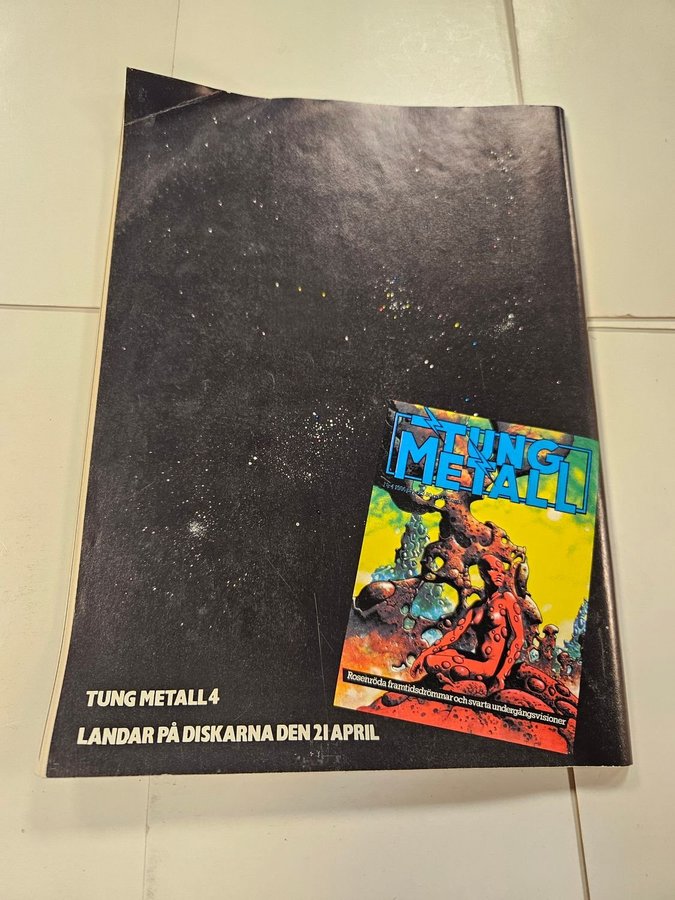 TUNG
METALL
Rosenröda framtidsdrömmar och svarta undergångsvisioner
TUNG METALL 4
LANDAR PÅ DISKARNA DEN 21 APRIL